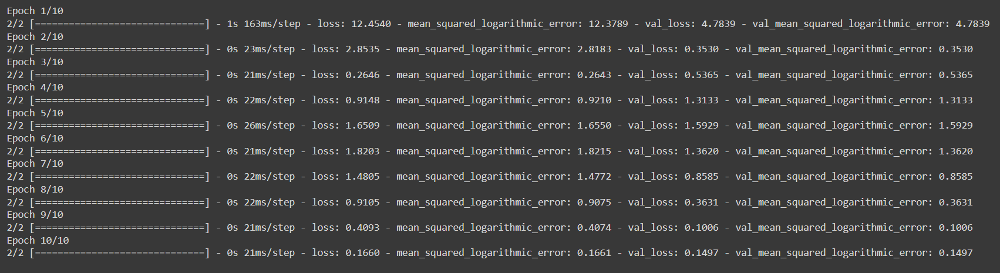 Epoch 1/10
2/2 [==============================] - 1s 163ms/step - loss: 12.4540 - mean_squared_logarithmic_error: 12.3789 - val_loss: 4.7839 - val_mean_squared_logarithmic_error: 4.7839
Epoch 2/10
2/2 [==============================] - 0s 23ms/step - loss: 2.8535 - mean_squared_logarithmic_error: 2.8183 - val_loss: 0.3530 - val_mean_squared_logarithmic_error: 0.3530
Epoch 3/10
2/2 [==============================] - 0s 21ms/step - loss: 0.2646 - mean_squared_logarithmic_error: 0.2643 - val_loss: 0.5365 - val_mean_squared_logarithmic_error: 0.5365
Epoch 4/10
2/2 [==============================] - 0s 22ms/step - loss: 0.9148 - mean_squared_logarithmic_error: 0.9210 - val_loss: 1.3133 - val_mean_squared_logarithmic_error: 1.3133
Epoch 5/10
2/2 [==============================] - 0s 26ms/step - loss: 1.6509 - mean_squared_logarithmic_error: 1.6550 - val_loss: 1.5929 - val_mean_squared_logarithmic_error: 1.5929
Epoch 6/10
2/2 [==============================] - 0s 21ms/step - loss: 1.8203 - mean_squared_logarithmic_error: 1.8215 - val_loss: 1.3620 - val_mean_squared_logarithmic_error: 1.3620
Epoch 7/10
2/2 [==============================] - 0s 22ms/step - loss: 1.4805 - mean_squared_logarithmic_error: 1.4772 - val_loss: 0.8585 - val_mean_squared_logarithmic_error: 0.8585
Epoch 8/10
2/2 [==============================] - 0s 22ms/step - loss: 0.9105 - mean_squared_logarithmic_error: 0.9075 - val_loss: 0.3631 - val_mean_squared_logarithmic_error: 0.3631
Epoch 9/10
2/2 [==============================] - 0s 21ms/step - loss: 0.4093 - mean_squared_logarithmic_error: 0.4074 - val_loss: 0.1006 - val_mean_squared_logarithmic_error: 0.1006
Epoch 10/10
2/2 [==============================] - 0s 21ms/step - loss: 0.1660 - mean_squared_logarithmic_error: 0.1661 - val_loss: 0.1497 - val_mean_squared_logarithmic_error: 0.1497